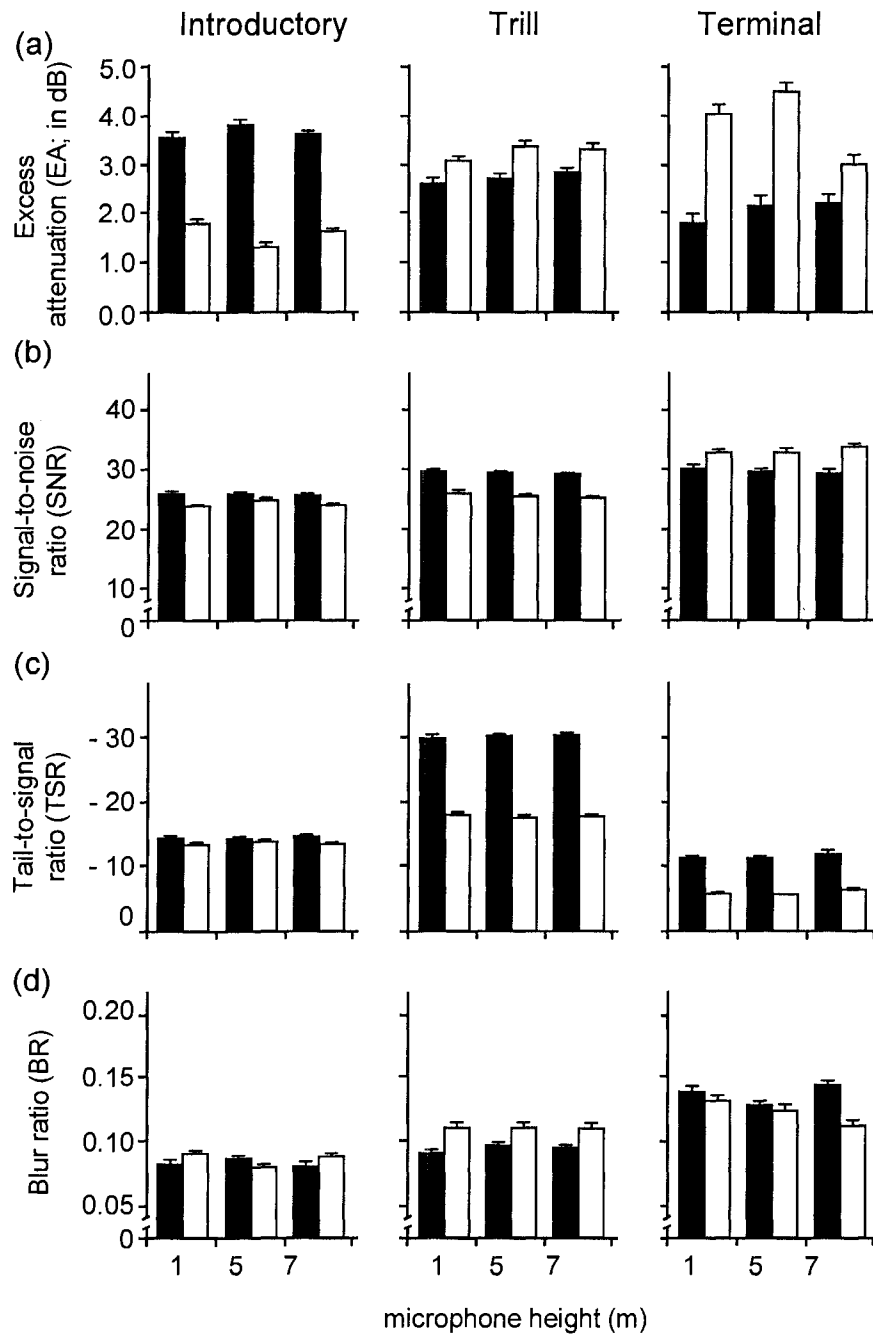 Introductory Trill Terminal
(a)
Excess
attenuation (EA; in dB)
5.0
4.0
3.0
2.0
1.0
0.0
(b)
Signal-to-noise
ratio (SNR)
40
30
20
10
0
(c)
Tail-to-signal
ratio (TSR)
- 30
- 20
- 10
0
(d)
Blur ratio (BR)
0.20
0.15
0.10
0.05
0
1 5 7 1 5 7 1 5 7
microphone height (m)